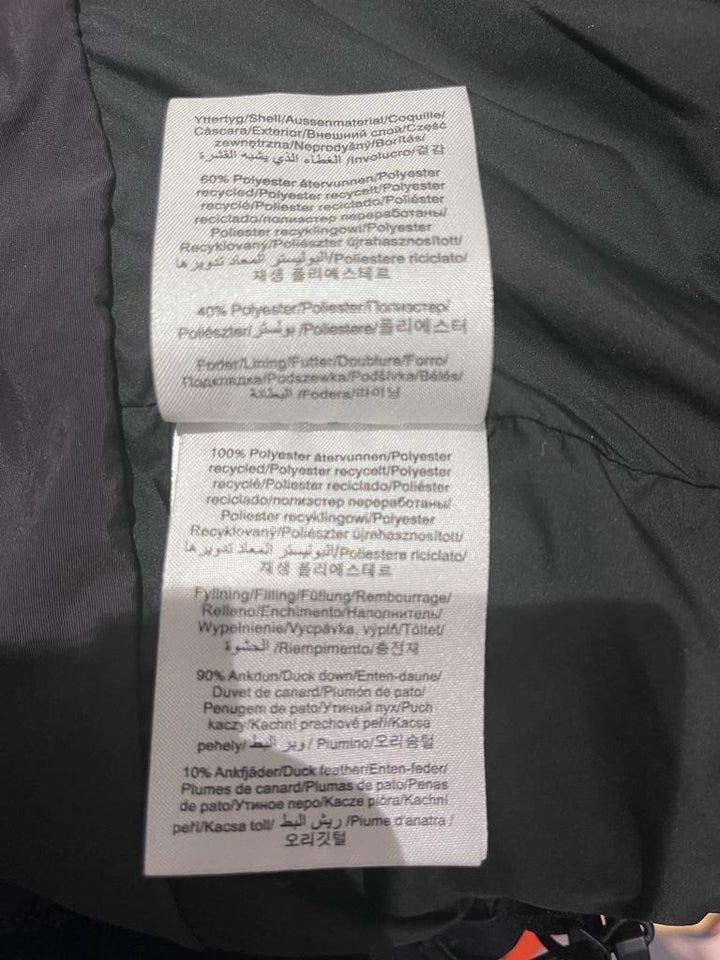 Yttertyg/Shell/Aussenmaterial/Coquille/
Cáscara/Exterior/Внешний слой/Część
zewnętrzna/Neprodyšný/Borítás/
الغطاء الذي يشبه القشرة /Involucro/겉감
60% Polyester återvunnen/Polyester
recycled/Polyester recycelt/Polyester
recyclé/Poliester reciclado/Poliéster
reciclado/полиэстер переработаны/
Poliester recyklingowi/Polyester
Recyklovaný/Poliészter újrahasznosított/
البوليستر المعاد تدويرها/Poliestere riciclato/
재생 폴리에스테르
40% Polyester/Poliester/Полиэстер/
Poliészter/ بولستر /Poliestere/폴리에스터
Foder/Lining/Futter/Doublure/Forro/
Подкладка/Podszewka/Podšívka/Bélés/
البطانة /Fodera/라이닝
100% Polyester återvunnen/Polyester
recycled/Polyester recycelt/Polyester
recyclé/Poliester reciclado/Poliéster
reciclado/полиэстер переработаны/
Poliester recyklingowi/Polyester
Recyklovaný/Poliészter újrahasznosított/
البوليستر المعاد تدويرها/Poliestere riciclato/
재생 폴리에스테르
Fyllning/Filling/Füllung/Rembourrage/
Relleno/Enchimento/Наполнитель/
Wypełnienie/Vycpávka, výplň/Töltet/
الحشوة /Riempimento/충전재
90% Ankdun/Duck down/Enten-daune/
Duvet de canard/Plumón de pato/
Penugem de pato/Утиный пух/Puch
kaczy/Kachní prachové peří/Kacsa
pehely/ وبر البط / Piumino/오리솜털
10% Ankfjäder/Duck feather/Enten-feder/
Plumes de canard/Plumas de pato/Penas
de pato/Утиное перо/Kacze pióra/Kachní
peří/Kacsa toll/ ريش البط /Piume d'anatra /
오리깃털